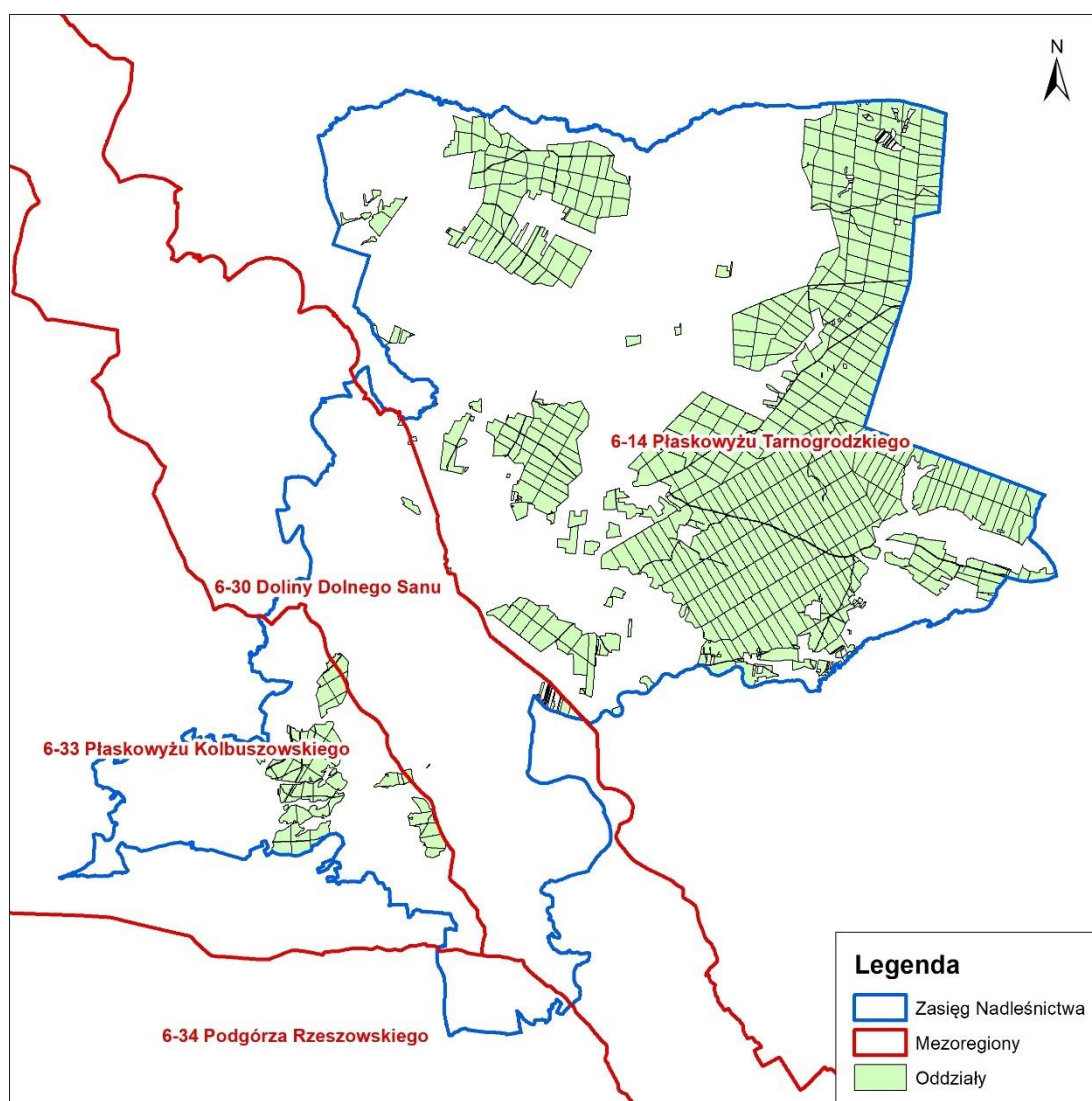 N
6-14 Płaskowyżu Tarnogrodzkiego
6-30 Doliny Dolnego Sanu
6-33 Płaskowyżu Kolbuszowskiego
6-34 Podgórza Rzeszowskiego
Legenda
Zasięg Nadleśnictwa
Mezoregiony
Oddziały